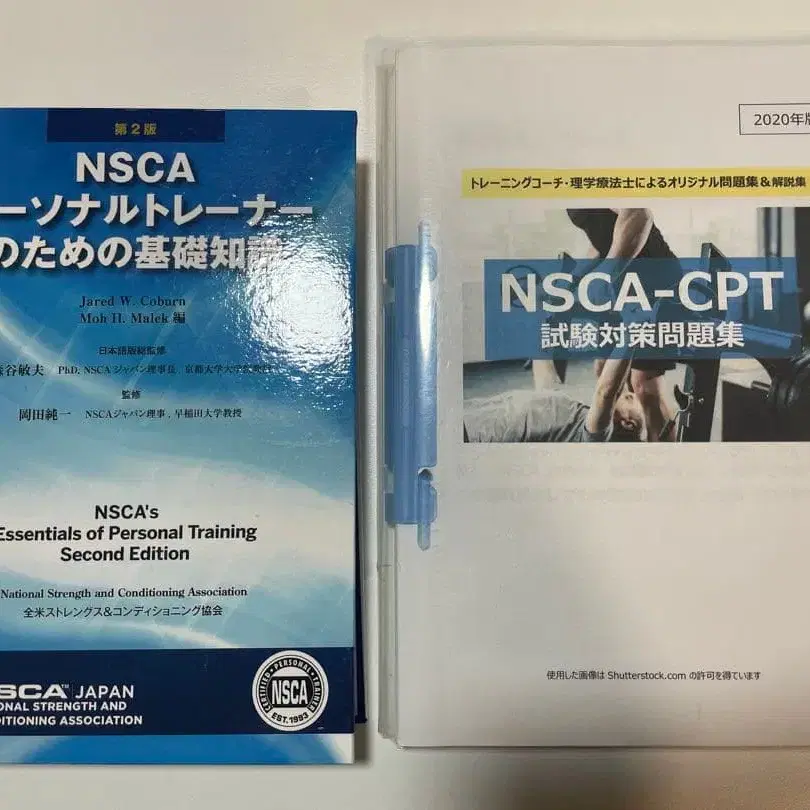 第2版
NSCA
ーソナルトレーナー
のための基礎知識
Jared W. Coburn
Moh H. Malek 編
日本語版総監修
森谷敏夫 PhD, NSCAジャパン理事長, 京都大学大学院教授
監修
岡田純一 NSCAジャパン理事, 早稲田大学教授
NSCA's
Essentials of Personal Training
Second Edition
National Strength and Conditioning Association
全米ストレングス&コンディショニング協会
NSCA™ JAPAN
ONAL STRENGTH AND
DITIONING ASSOCIATION
CERTIFIED • PERSONAL • TRAINER
NSCA
EST. 1993
2020年版
トレーニングコーチ・理学療法士によるオリジナル問題集&解説集
NSCA-CPT
試験対策問題集
使用した画像は Shutterstock.com の許可を得ています